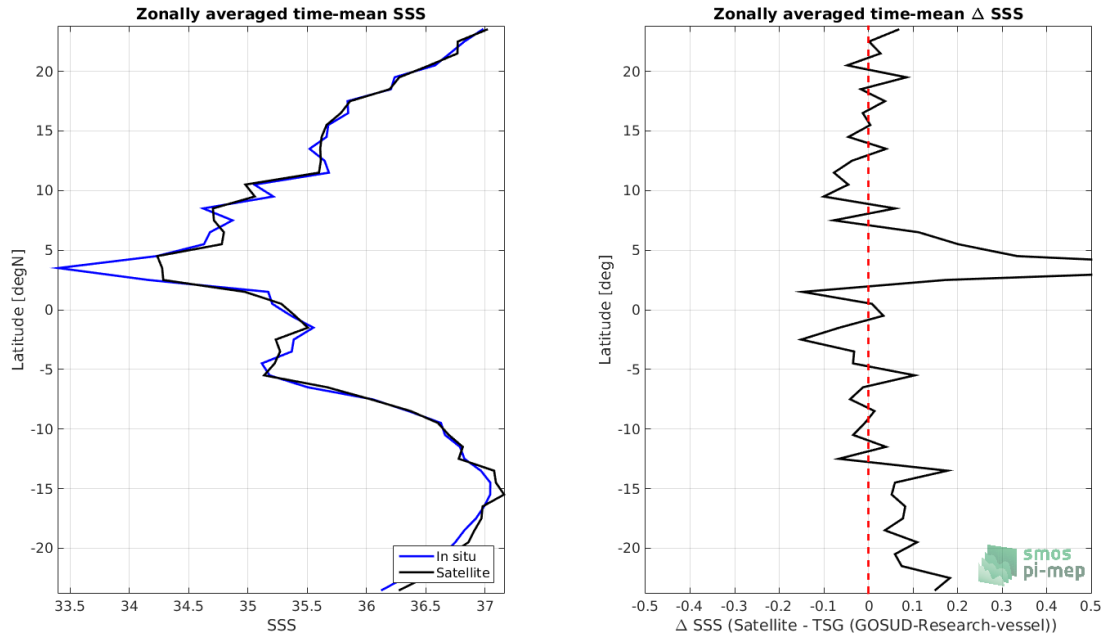 Zonally averaged time-mean SSS
Latitude [degN]
20
15
10
5
0
-5
-10
-15
-20
33.5 34 34.5 35 35.5 36 36.5 37
SSS
In situ
Satellite
Zonally averaged time-mean Δ SSS
Latitude [deg]
20
15
10
5
0
-5
-10
-15
-20
-0.5 -0.4 -0.3 -0.2 -0.1 0 0.1 0.2 0.3 0.4 0.5
Δ SSS (Satellite - TSG (GOSUD-Research-vessel))
smos
pi-mep